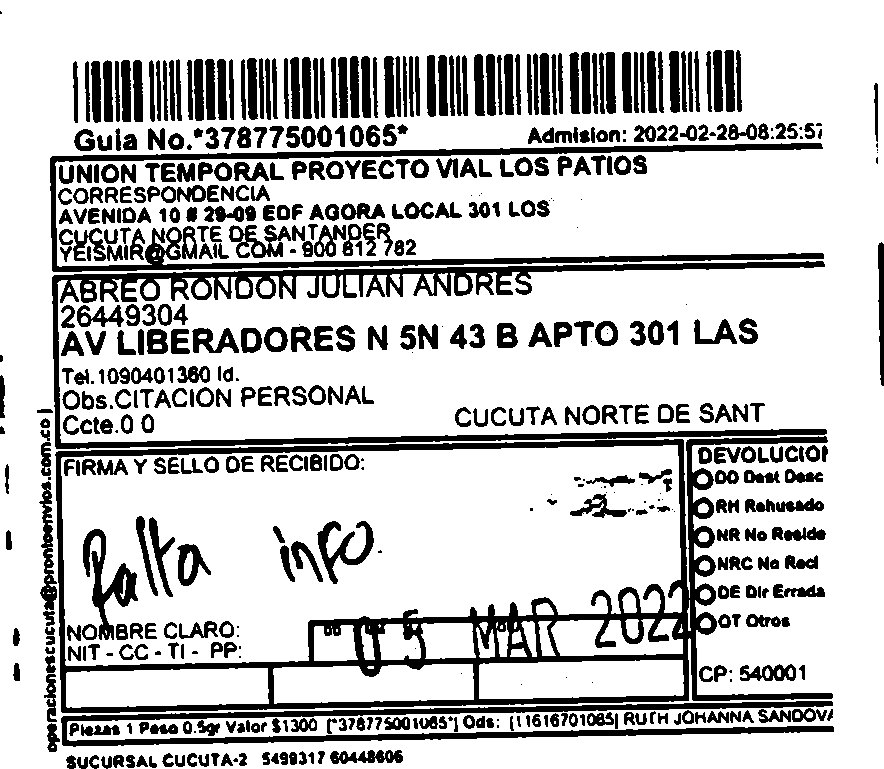 Guia No.*378775001065*
Admision: 2022-02-28-08:25:57
UNION TEMPORAL PROYECTO VIAL LOS PATIOS
CORRESPONDENCIA
AVENIDA 10 # 29-09 EDF AGORA LOCAL 301 LOS
CUCUTA NORTE DE SANTANDER
YEISMIR@GMAIL COM - 900 612 782
ABREO RONDON JULIAN ANDRES
26449304
AV LIBERADORES N 5N 43 B APTO 301 LAS
Tel.1090401360 Id.
Obs.CITACION PERSONAL
Ccte.0 0
CUCUTA NORTE DE SANT
operacionescucuta@prontoenvios.com.co |
FIRMA Y SELLO DE RECIBIDO:
falta info.
NOMBRE CLARO:
NIT - CC - TI - PP:
05 MAR 2022
DEVOLUCION
DD Dest Desc
RH Rehusado
NR No Reside
NRC No Recl
DE Dir Errada
OT Otros
CP: 540001
Piezas 1 Peso 0.5gr Valor $1300 [*378775001065*] Ods: [11616701065] RUTH JOHANNA SANDOVA
SUCURSAL CUCUTA-2 5499317 60448606